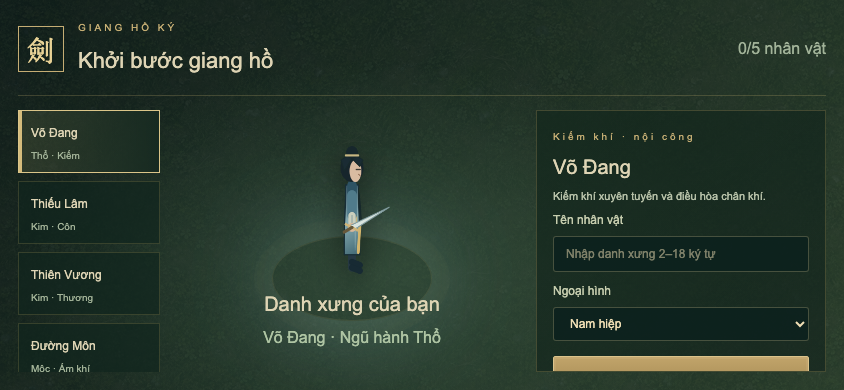 劍
GIANG HỒ KÝ
Khởi bước giang hồ
0/5 nhân vật
Võ Đang
Thổ · Kiếm
Thiếu Lâm
Kim · Côn
Thiên Vương
Kim · Thương
Đường Môn
Mộc · Ám khí
Danh xưng của bạn
Võ Đang · Ngũ hành Thổ
Kiếm khí · nội công
Võ Đang
Kiếm khí xuyên tuyến và điều hòa chân khí.
Tên nhân vật
Nhập danh xưng 2–18 ký tự
Ngoại hình
Nam hiệp